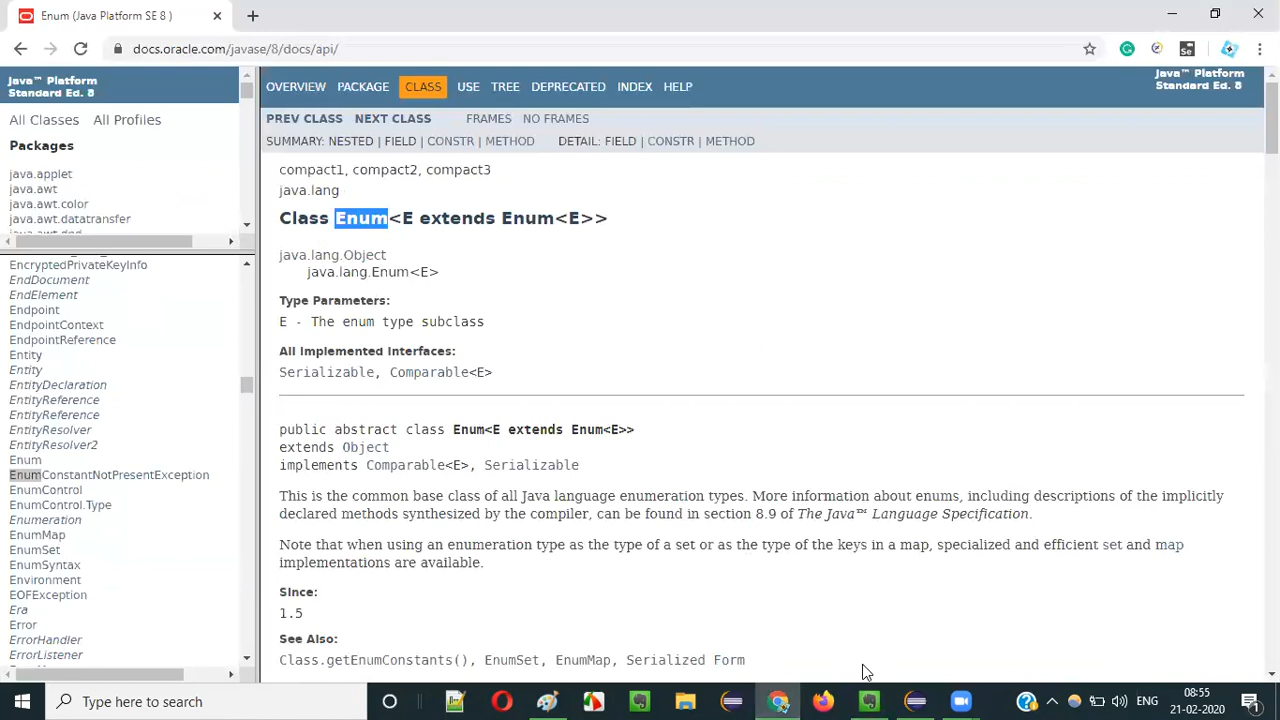 Enum (Java Platform SE 8 )
docs.oracle.com/javase/8/docs/api/
Java™ Platform
Standard Ed. 8
All Classes All Profiles
Packages
java.applet
java.awt
java.awt.color
java.awt.datatransfer
EncryptedPrivateKeyInfo
EndDocument
EndElement
Endpoint
EndpointContext
EndpointReference
Entity
Entity
EntityDeclaration
EntityReference
EntityReference
EntityResolver
EntityResolver2
Enum
EnumConstantNotPresentException
EnumControl
EnumControl.Type
Enumeration
EnumMap
EnumSet
EnumSyntax
Environment
EOFException
Era
Error
ErrorHandler
ErrorListener
OVERVIEW PACKAGE CLASS USE TREE DEPRECATED INDEX HELP
Java™ Platform
Standard Ed. 8
PREV CLASS NEXT CLASS FRAMES NO FRAMES
SUMMARY: NESTED | FIELD | CONSTR | METHOD DETAIL: FIELD | CONSTR | METHOD
compact1, compact2, compact3
java.lang
Class Enum<E extends Enum<E>>
java.lang.Object
java.lang.Enum<E>
Type Parameters:
E - The enum type subclass
All Implemented Interfaces:
Serializable, Comparable<E>
public abstract class Enum<E extends Enum<E>>
extends Object
implements Comparable<E>, Serializable
This is the common base class of all Java language enumeration types. More information about enums, including descriptions of the implicitly
declared methods synthesized by the compiler, can be found in section 8.9 of The Java™ Language Specification.
Note that when using an enumeration type as the type of a set or as the type of the keys in a map, specialized and efficient set and map
implementations are available.
Since:
1.5
See Also:
Class.getEnumConstants(), EnumSet, EnumMap, Serialized Form
Type here to search
ENG
08:55
21-02-2020